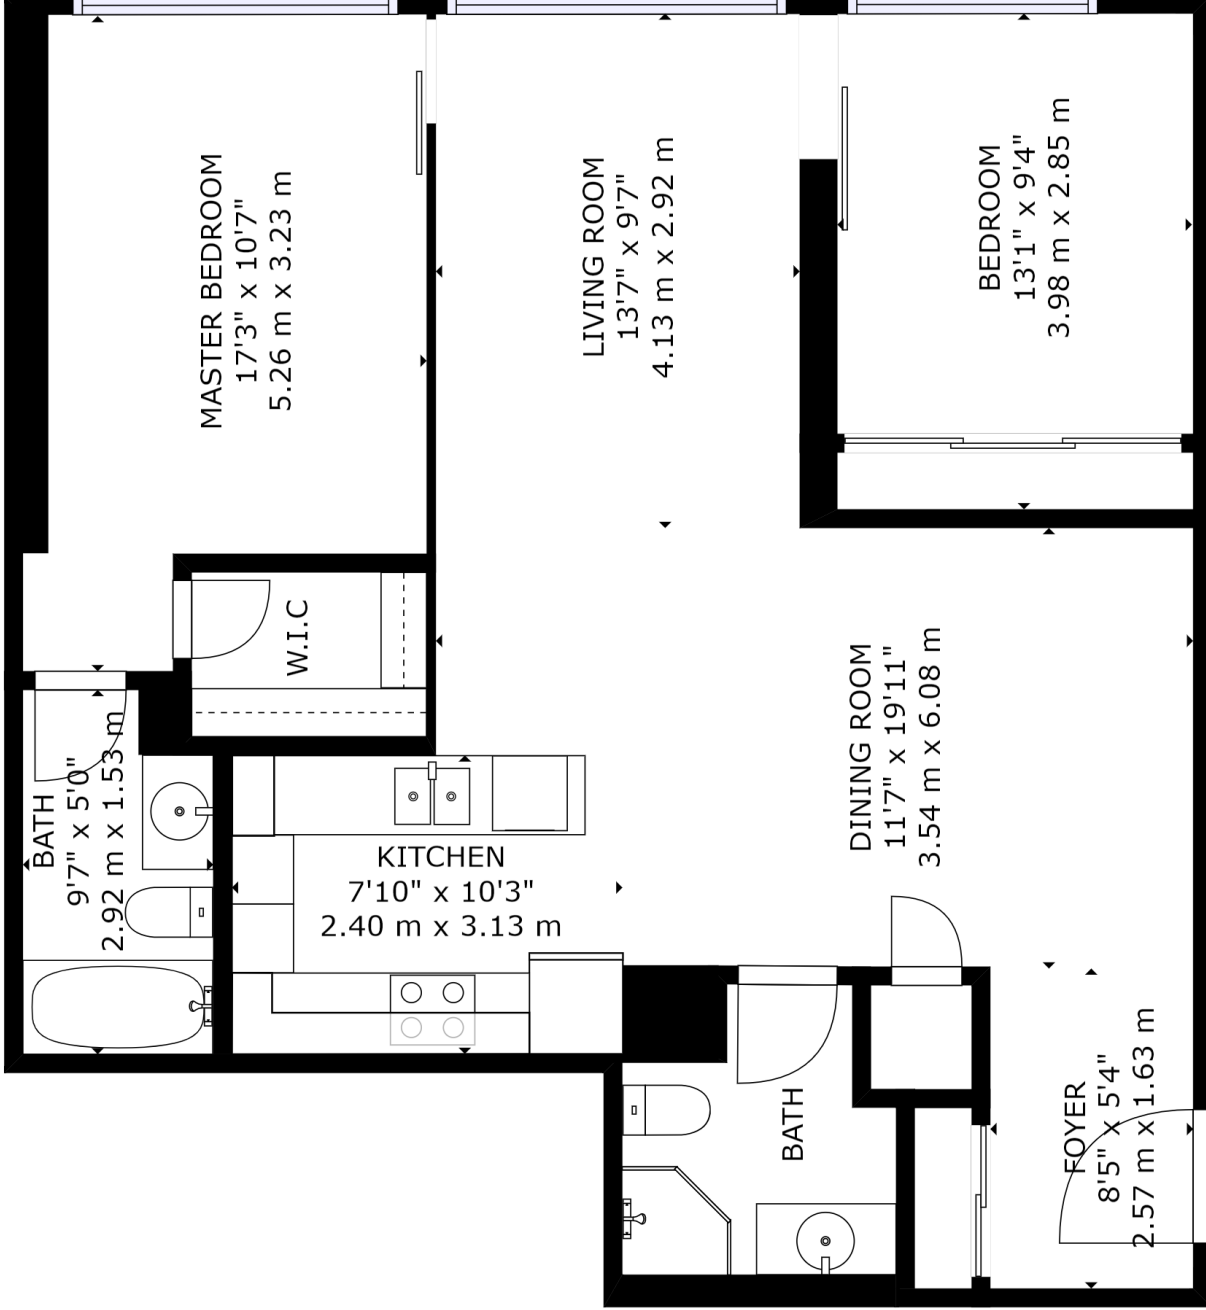 MASTER BEDROOM
17'3" x 10'7"
5.26 m x 3.23 m
LIVING ROOM
13'7" x 9'7"
4.13 m x 2.92 m
BEDROOM
13'1" x 9'4"
3.98 m x 2.85 m
W.I.C
DINING ROOM
11'7" x 19'11"
3.54 m x 6.08 m
BATH
9'7" x 5'0"
2.92 m x 1.53 m
KITCHEN
7'10" x 10'3"
2.40 m x 3.13 m
BATH
FOYER
8'5" x 5'4"
2.57 m x 1.63 m